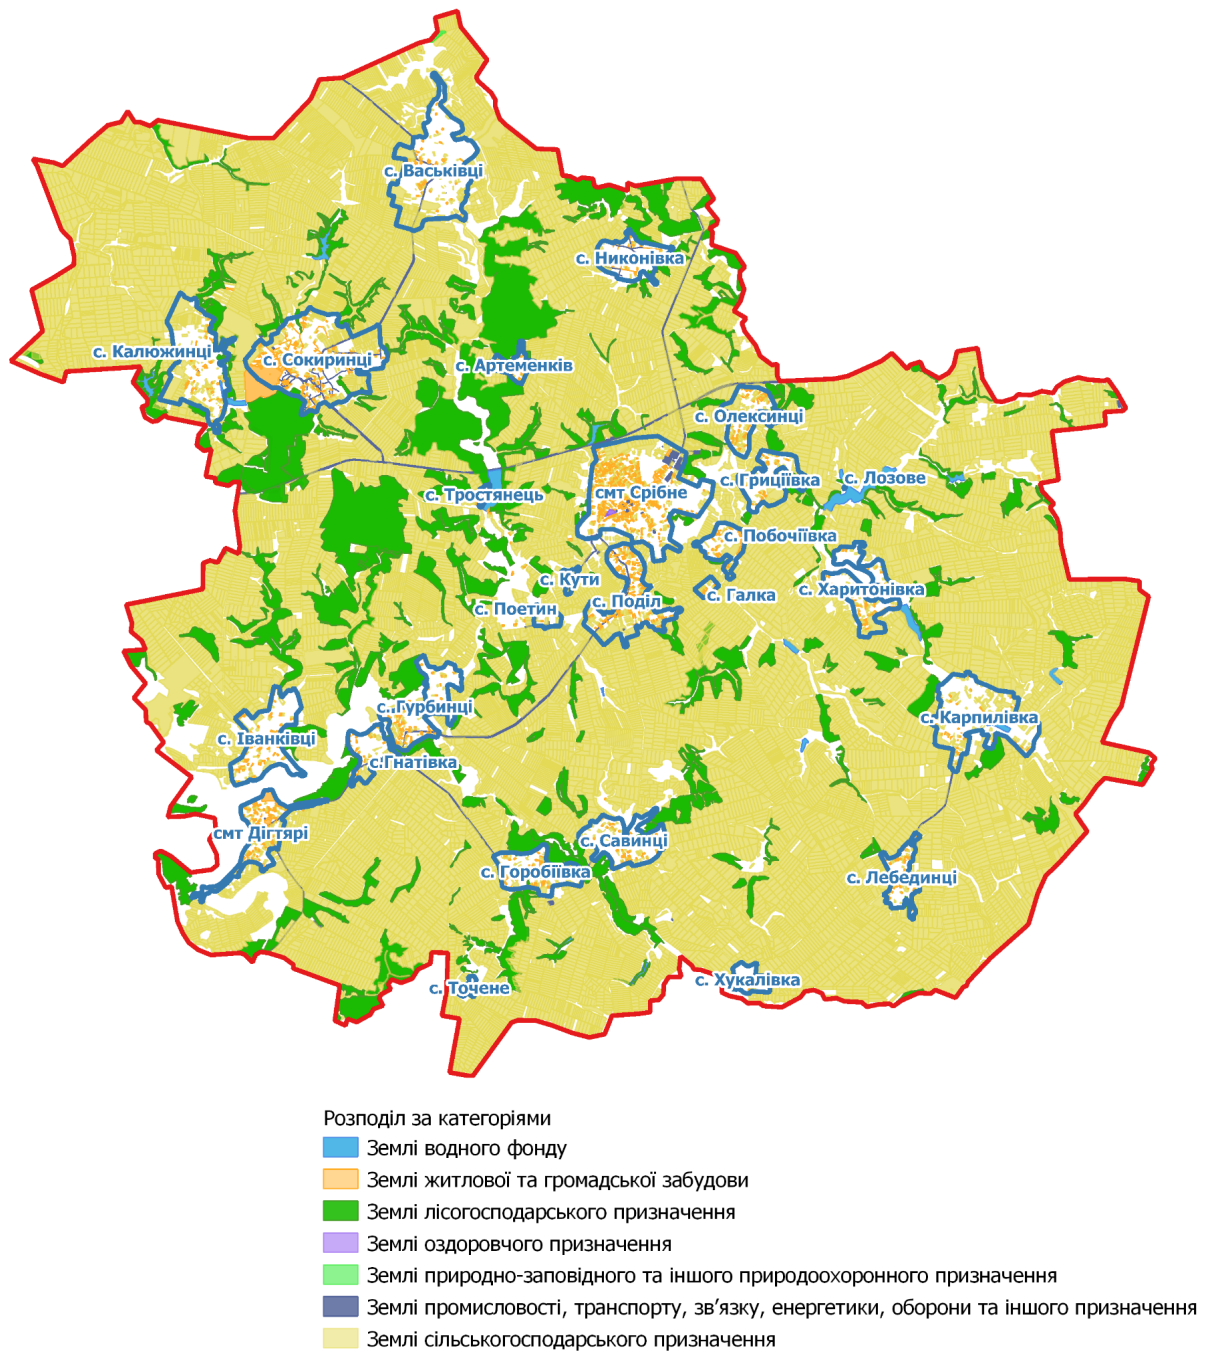 с. Васьківці
с. Никонівка
с. Калюжинці
с. Сокиринці
с. Артеменків
с. Олексинці
с. Гриціївка
с. Лозове
с. Тростянець
смт Срібне
с. Побочіївка
с. Кути
с. Галка
с. Харитонівка
с. Поетин
с. Поділ
с. Гурбинці
с. Карпилівка
с. Іванківці
с.Гнатівка
смт Дігтярі
с. Савинці
с. Горобіївка
с. Лебединці
с. Хукалівка
с. Точене
Розподіл за категоріями
Землі водного фонду
Землі житлової та громадської забудови
Землі лісогосподарського призначення
Землі оздоровчого призначення
Землі природно-заповідного та іншого природоохоронного призначення
Землі промисловості, транспорту, зв’язку, енергетики, оборони та іншого призначення
Землі сільськогосподарського призначення